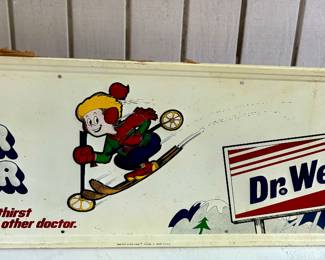 R
thirst
other doctor.
Dr. We